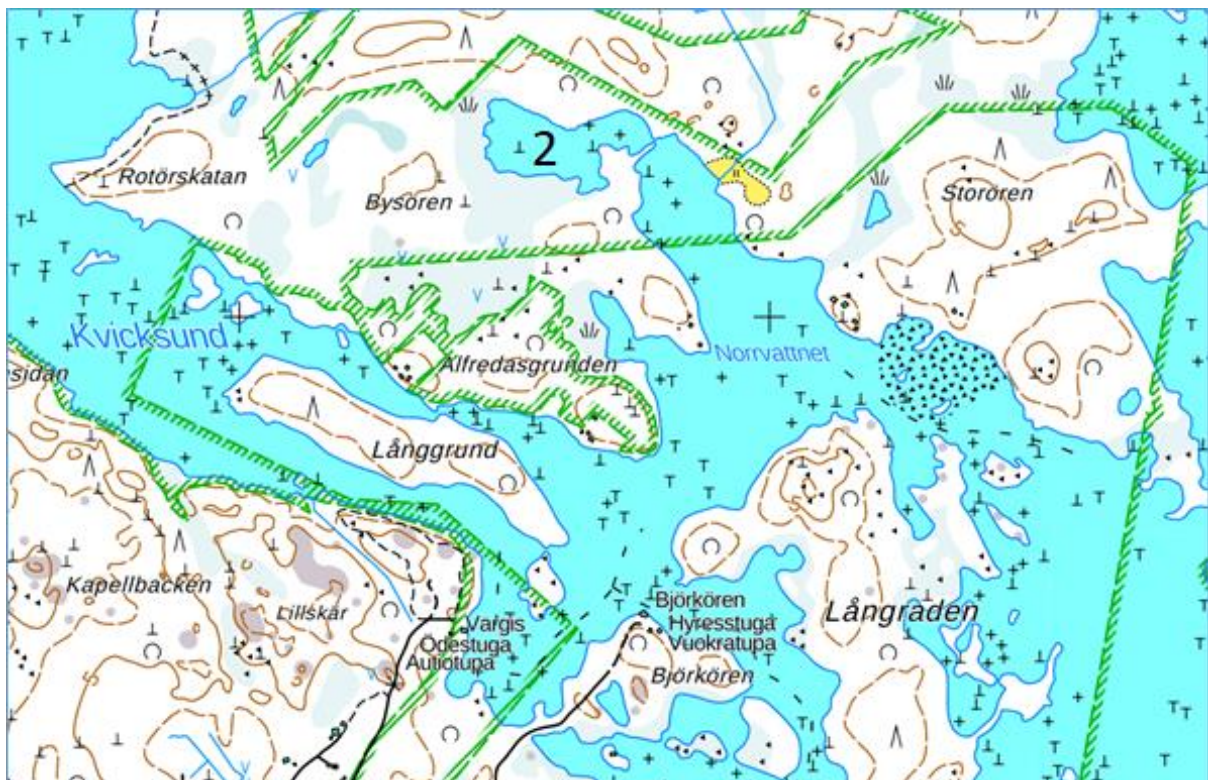 2
Rotörskatan
Bysören
Storören
Kvicksund
Norrvattnet
sidan
Alfredasgrunden
Långgrund
Kapellbacken
Lillskär
Långraden
Björkören
Hyresstuga
Vuokratupa
Vargis
Ödestuga
Autiotupa
Björkören